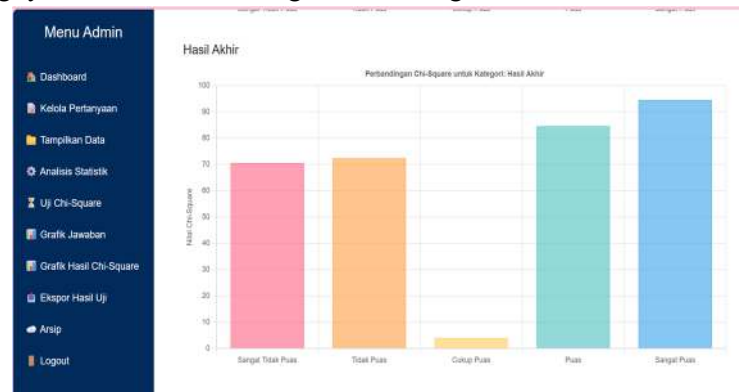 Menu Admin
Dashboard
Kelola Pertanyaan
Tampilkan Data
Analisis Statistik
Uji Chi-Square
Grafik Jawaban
Grafik Hasil Chi-Square
Ekspor Hasil Uji
Arsip
Logout
Hasil Akhir
Perbandingan Chi-Square untuk Kategori: Hasil Akhir
Nilai Chi-Square
100
90
80
70
60
50
40
30
20
10
0
Sangat Tidak Puas
Tidak Puas
Cukup Puas
Puas
Sangat Puas